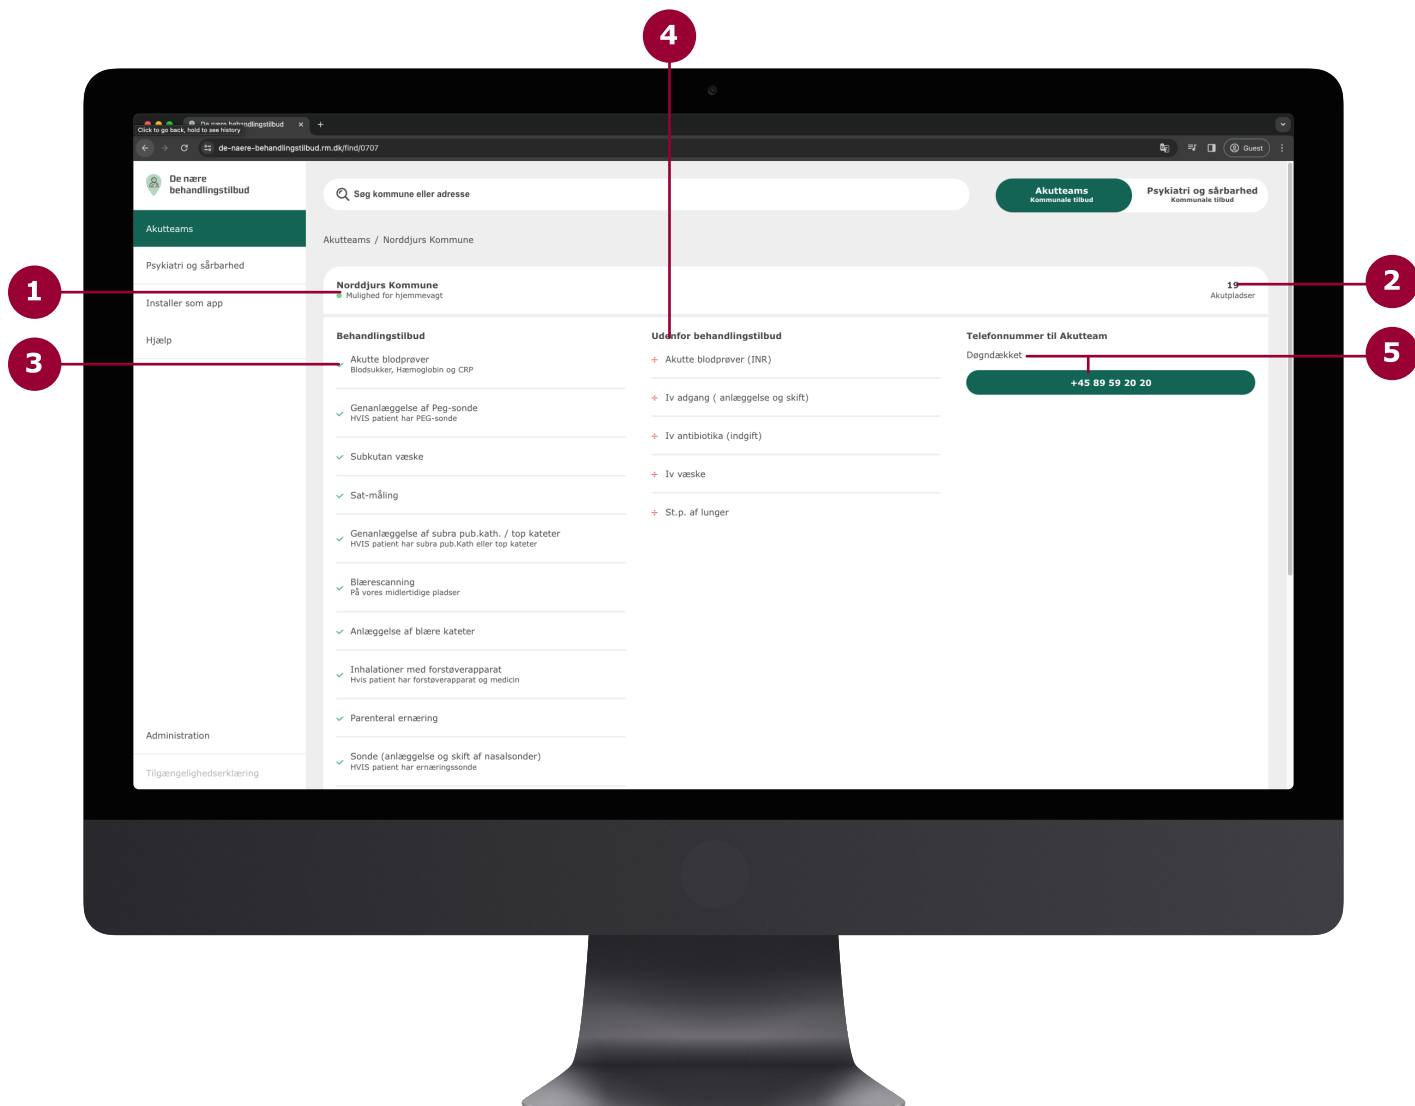 4
De nære behandlingstilbud
Click to go back, hold to see history
de-naere-behandlingstilbud.rm.dk/find/0707
Guest
De nære
behandlingstilbud
Søg kommune eller adresse
Akutteams
Kommunale tilbud
Psykiatri og sårbarhed
Kommunale tilbud
Akutteams
Psykiatri og sårbarhed
Installer som app
Hjælp
Administration
Tilgængelighedserklæring
Akutteams / Norddjurs Kommune
1
Norddjurs Kommune
Mulighed for hjemmevagt
19
Akutpladser
2
3
Behandlingstilbud
Akutte blodprøver
Blodsukker, Hæmoglobin og CRP
Genanlæggelse af Peg-sonde
HVIS patient har PEG-sonde
Subkutan væske
Sat-måling
Genanlæggelse af subra pub.kath. / top kateter
HVIS patient har subra pub.Kath eller top kateter
Blærescanning
På vores midlertidige pladser
Anlæggelse af blære kateter
Inhalationer med forstøverapparat
Hvis patient har forstøverapparat og medicin
Parenteral ernæring
Sonde (anlæggelse og skift af nasalsonder)
HVIS patient har ernæringssonde
Udenfor behandlingstilbud
Akutte blodprøver (INR)
Iv adgang ( anlæggelse og skift)
Iv antibiotika (indgift)
Iv væske
St.p. af lunger
Telefonnummer til Akutteam
Døgndækket
+45 89 59 20 20
5